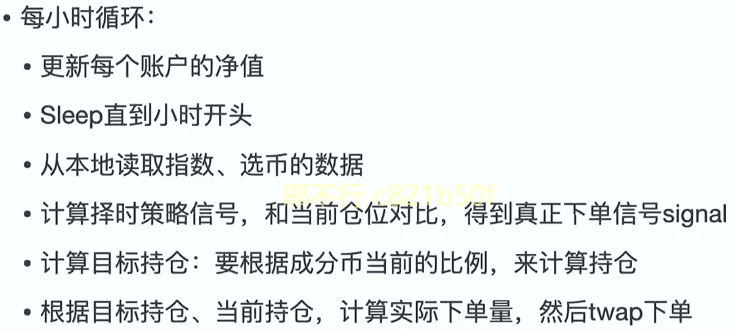 • 每小时循环：
• 更新每个账户的净值
• Sleep直到小时开头
• 从本地读取指数、选币的数据
• 计算择时策略信号，和当前仓位对比，得到真正下单信号signal
• 计算目标持仓：要根据成分币当前的比例，来计算持仓
• 根据目标持仓、当前持仓，计算实际下单量，然后twap下单